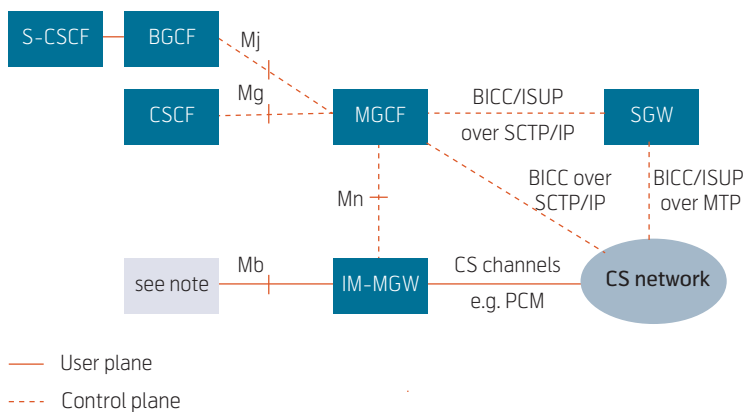 S-CSCF
BGCF
Mj
Mg
CSCF
MGCF
BICC/ISUP
over SCTP/IP
SGW
Mn
BICC over
SCTP/IP
BICC/ISUP
over MTP
see note
Mb
IM-MGW
CS channels
e.g. PCM
CS network
User plane
Control plane